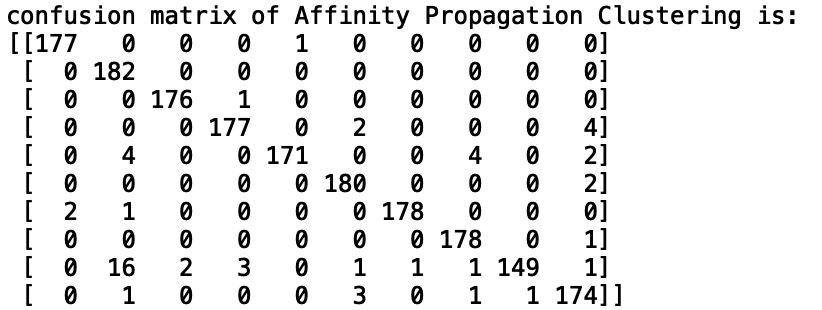 confusion matrix of Affinity Propagation Clustering is:
[[177   0   0   0   1   0   0   0   0   0]
 [  0 182   0   0   0   0   0   0   0   0]
 [  0   0 176   1   0   0   0   0   0   0]
 [  0   0   0 177   0   2   0   0   0   4]
 [  0   4   0   0 171   0   0   4   0   2]
 [  0   0   0   0   0 180   0   0   0   2]
 [  2   1   0   0   0   0 178   0   0   0]
 [  0   0   0   0   0   0   0 178   0   1]
 [  0  16   2   3   0   1   1   1 149   1]
 [  0   1   0   0   0   3   0   1   1 174]]